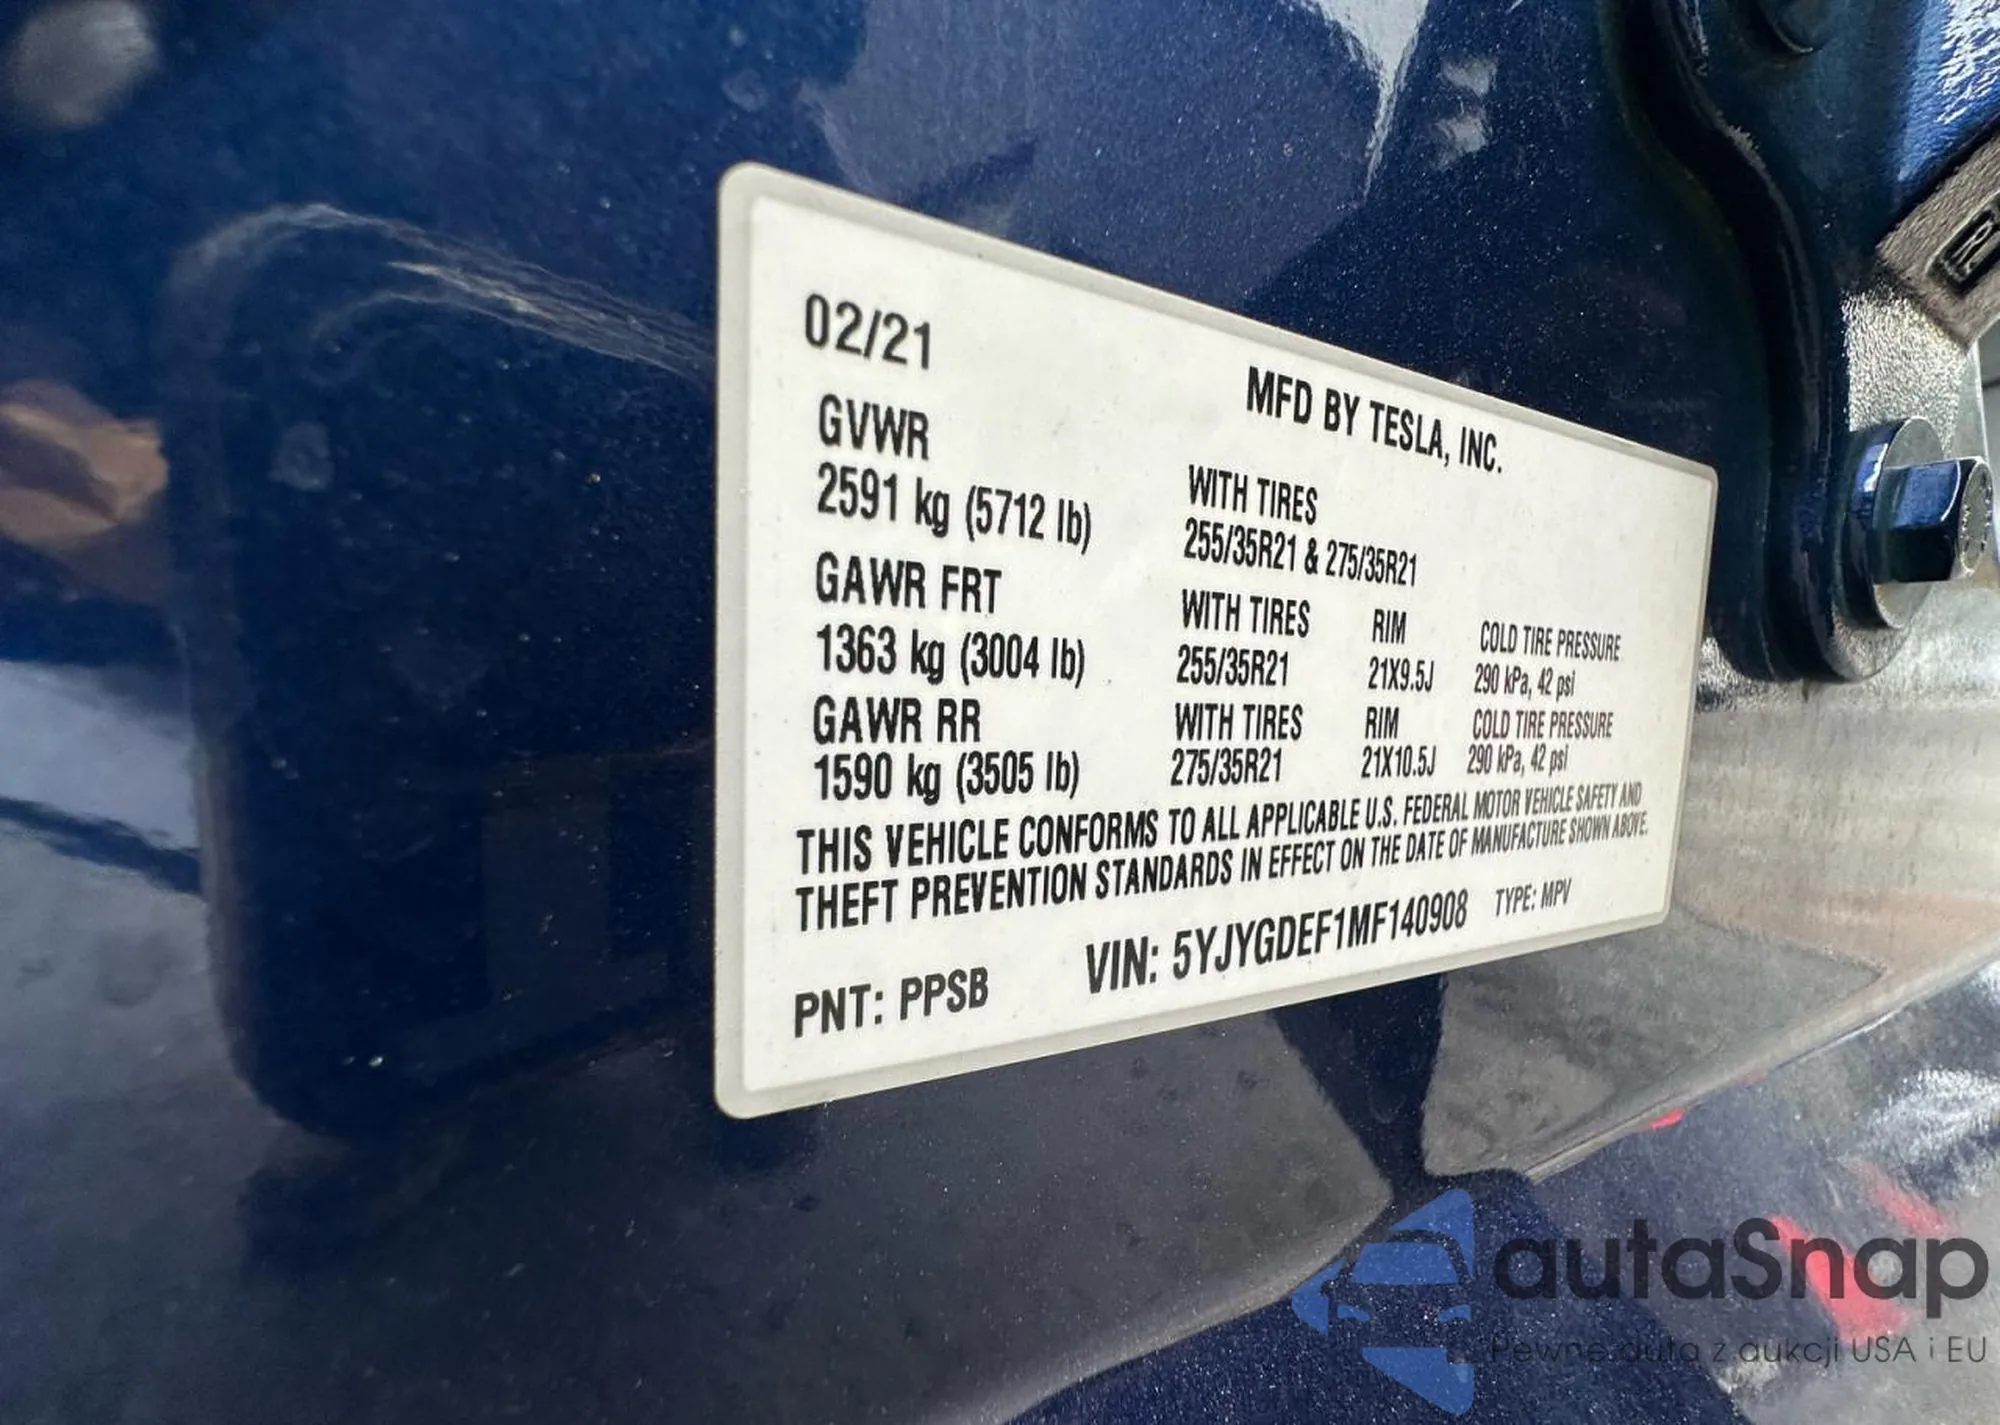 02/21
MFD BY TESLA, INC.
GVWR
2591 kg (5712 lb)
WITH TIRES
255/35R21 & 275/35R21
GAWR FRT
1363 kg (3004 lb)
WITH TIRES RIM COLD TIRE PRESSURE
255/35R21 21X9.5J 290 kPa, 42 psi
GAWR RR
1590 kg (3505 lb)
WITH TIRES RIM COLD TIRE PRESSURE
275/35R21 21X10.5J 290 kPa, 42 psi
THIS VEHICLE CONFORMS TO ALL APPLICABLE U.S. FEDERAL MOTOR VEHICLE SAFETY AND
THEFT PREVENTION STANDARDS IN EFFECT ON THE DATE OF MANUFACTURE SHOWN ABOVE.
PNT: PPSB VIN: 5YJYGDEF1MF140908 TYPE: MPV
autaSnap
Pewne auta z aukcji USA i EU